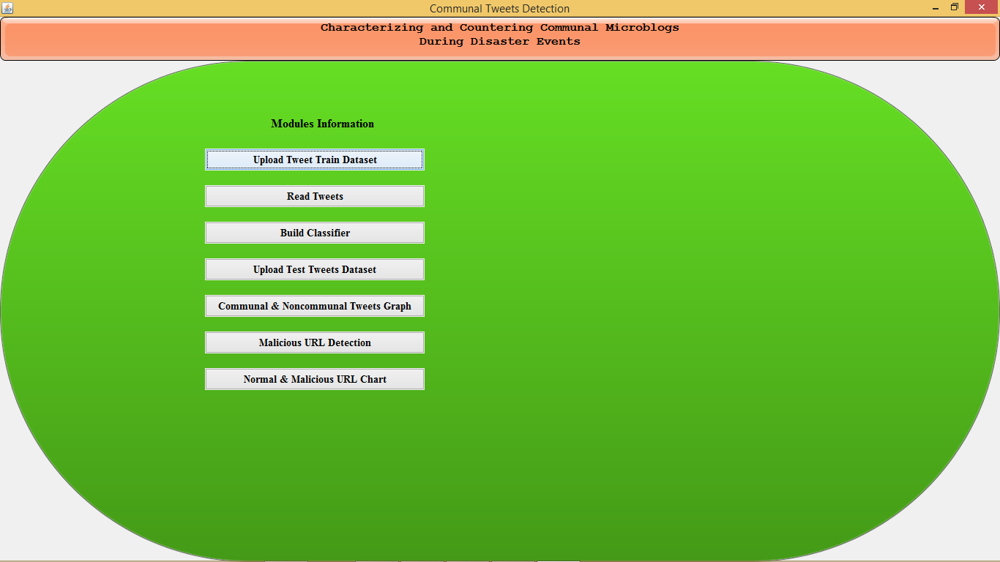 Communal Tweets Detection
Characterizing and Countering Communal Microblogs
During Disaster Events
Modules Information
Upload Tweet Train Dataset
Read Tweets
Build Classifier
Upload Test Tweets Dataset
Communal & Noncommunal Tweets Graph
Malicious URL Detection
Normal & Malicious URL Chart